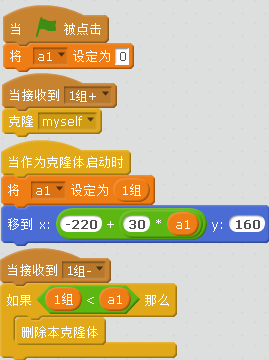 当 被点击
将 a1 设定为 0
当接收到 1组+
克隆 myself
当作为克隆体启动时
将 a1 设定为 1组
移到 x: -220 + 30 * a1 y: 160
当接收到 1组-
如果 1组 < a1 那么
删除本克隆体